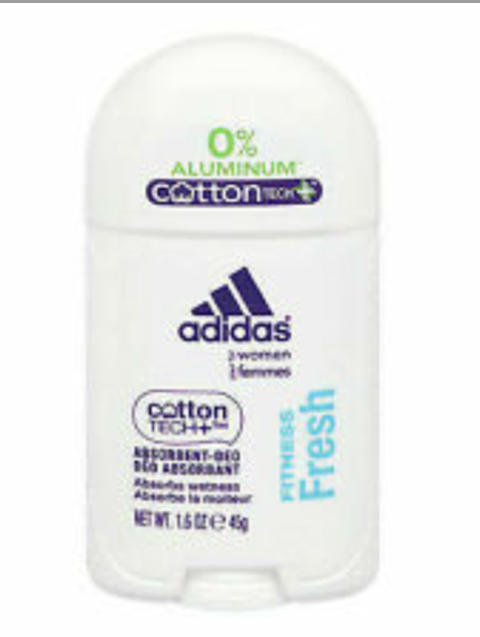 0%
ALUMINUM
cotton TECH+
adidas
women
femmes
cotton
TECH+
FITNESS
Fresh
ABSORBENT-DEO
DEO ABSORBANT
Absorbs wetness
Absorbe la moiteur
NET WT. 1.6 OZ e 45g